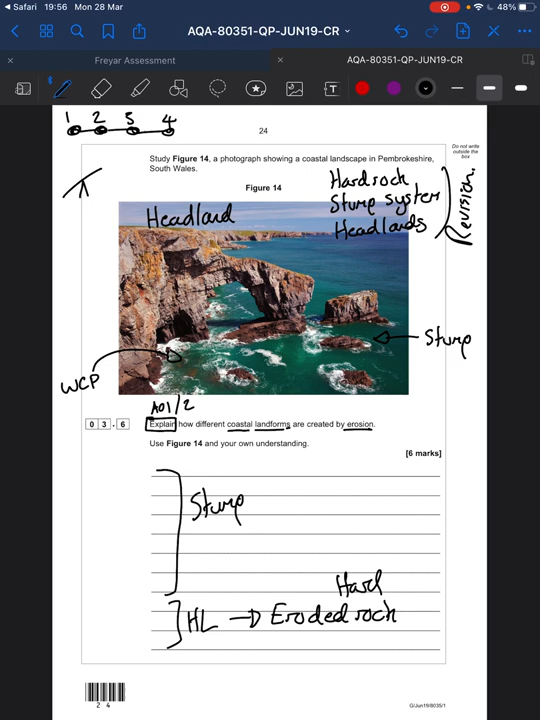 Safari 19:56 Mon 28 Mar 48%
AQA-80351-QP-JUN19-CR
Freyar Assessment
AQA-80351-QP-JUN19-CR
1 2 3 4
24
Do not write
outside the
box
Study Figure 14, a photograph showing a coastal landscape in Pembrokeshire,
South Wales.
Figure 14
Hard rock
Stump system
Headlands
Revision.
Headland
Stump
WCP
AO1/2
03.6
Explain how different coastal landforms are created by erosion.
Use Figure 14 and your own understanding.
[6 marks]
Stump
Hard
HL → Eroded rock
24
G/Jun19/8035/1